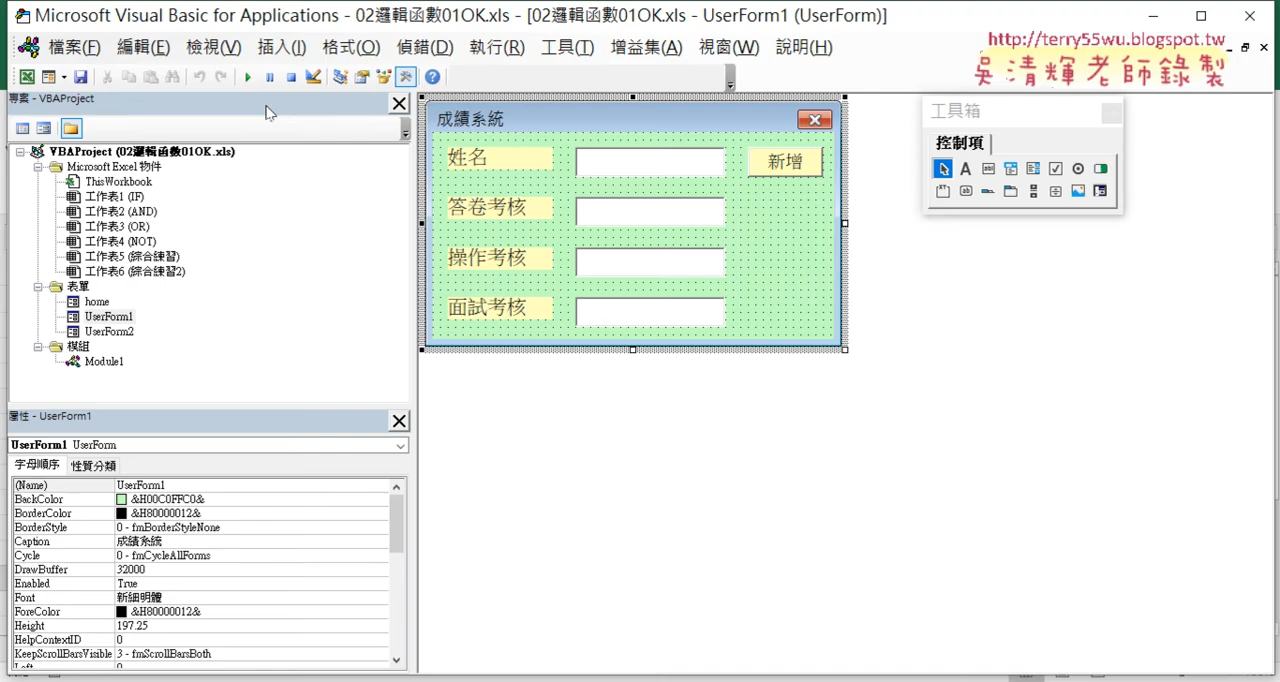 Microsoft Visual Basic for Applications - 02邏輯函數01OK.xls - [02邏輯函數01OK.xls - UserForm1 (UserForm)]
檔案(F) 編輯(E) 檢視(V) 插入(I) 格式(O) 偵錯(D) 執行(R) 工具(T) 增益集(A) 視窗(W) 說明(H)
http://terry55wu.blogspot.tw
吳清輝老師錄製
專案 - VBAProject
VBAProject (02邏輯函數01OK.xls)
Microsoft Excel 物件
ThisWorkbook
工作表1 (IF)
工作表2 (AND)
工作表3 (OR)
工作表4 (NOT)
工作表5 (綜合練習)
工作表6 (綜合練習2)
表單
home
UserForm1
UserForm2
模組
Module1
成績系統
姓名
新增
答卷考核
操作考核
面試考核
工具箱
控制項
屬性 - UserForm1
UserForm1 UserForm
字母順序 性質分類
(Name) UserForm1
BackColor &H00C0FFC0&
BorderColor &H80000012&
BorderStyle 0 - fmBorderStyleNone
Caption 成績系統
Cycle 0 - fmCycleAllForms
DrawBuffer 32000
Enabled True
Font 新細明體
ForeColor &H80000012&
Height 197.25
HelpContextID 0
KeepScrollBarsVisible 3 - fmScrollBarsBoth
Left 0